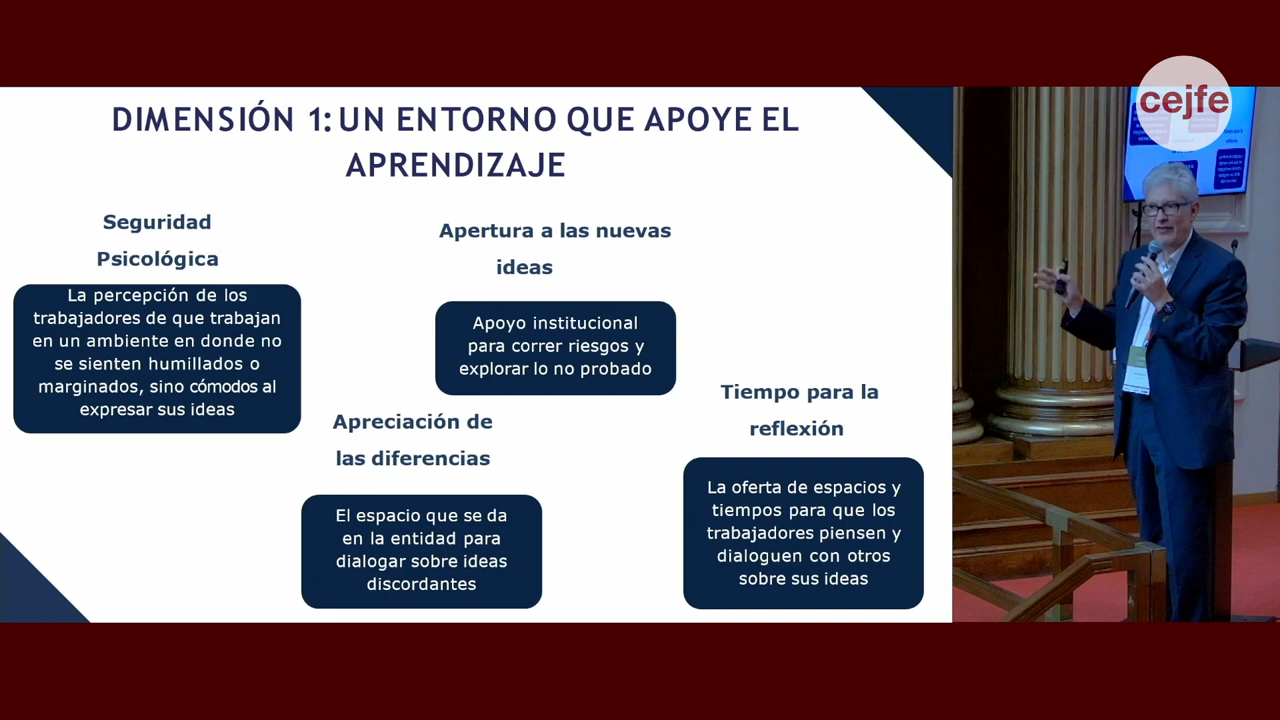 DIMENSIÓN 1: UN ENTORNO QUE APOYE EL
APRENDIZAJE
Seguridad
Psicológica
La percepción de los
trabajadores de que trabajan
en un ambiente en donde no
se sienten humillados o
marginados, sino cómodos al
expresar sus ideas
Apertura a las nuevas
ideas
Apoyo institucional
para correr riesgos y
explorar lo no probado
Apreciación de
las diferencias
El espacio que se da
en la entidad para
dialogar sobre ideas
discordantes
Tiempo para la
reflexión
La oferta de espacios y
tiempos para que los
trabajadores piensen y
dialoguen con otros
sobre sus ideas
cejfe